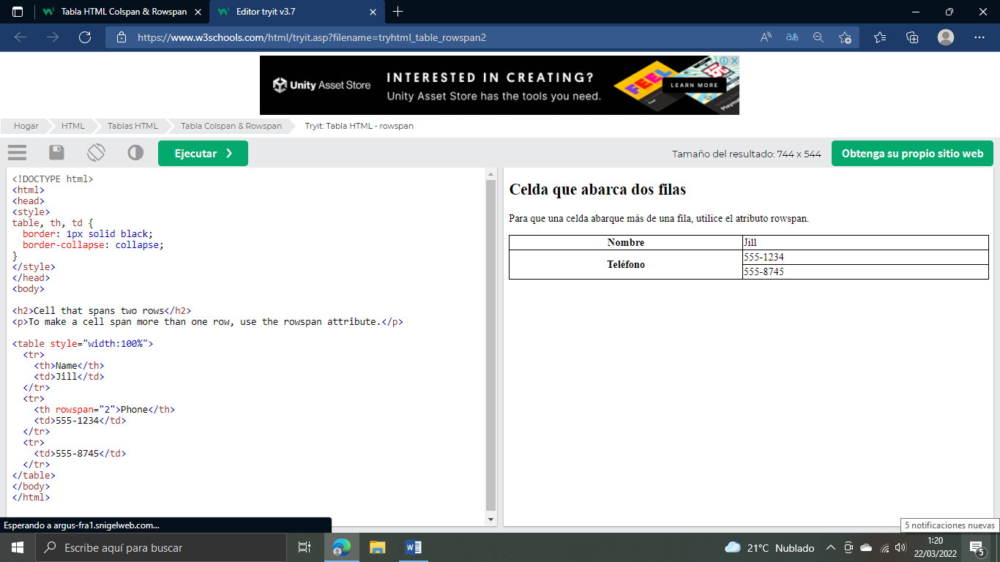 Tabla HTML Colspan & Rowspan
Editor tryit v3.7
https://www.w3schools.com/html/tryit.asp?filename=tryhtml_table_rowspan2
Unity Asset Store
INTERESTED IN CREATING?
Unity Asset Store has the tools you need.
FEEL
LEARN MORE
Hogar
HTML
Tablas HTML
Tabla Colspan & Rowspan
Tryit: Tabla HTML - rowspan
Ejecutar ❯
Tamaño del resultado: 744 x 544
Obtenga su propio sitio web
<!DOCTYPE html>
<html>
<head>
<style>
table, th, td {
  border: 1px solid black;
  border-collapse: collapse;
}
</style>
</head>
<body>

<h2>Cell that spans two rows</h2>
<p>To make a cell span more than one row, use the rowspan attribute.</p>

<table style="width:100%">
  <tr>
    <th>Name</th>
    <td>Jill</td>
  </tr>
  <tr>
    <th rowspan="2">Phone</th>
    <td>555-1234</td>
  </tr>
  <tr>
    <td>555-8745</td>
  </tr>
</table>
</body>
</html>
Celda que abarca dos filas
Para que una celda abarque más de una fila, utilice el atributo rowspan.
Nombre
Jill
Teléfono
555-1234
555-8745
Esperando a argus-fra1.snigelweb.com...
5 notificaciones nuevas
Escribe aquí para buscar
21°C Nublado
1:20
22/03/2022
5